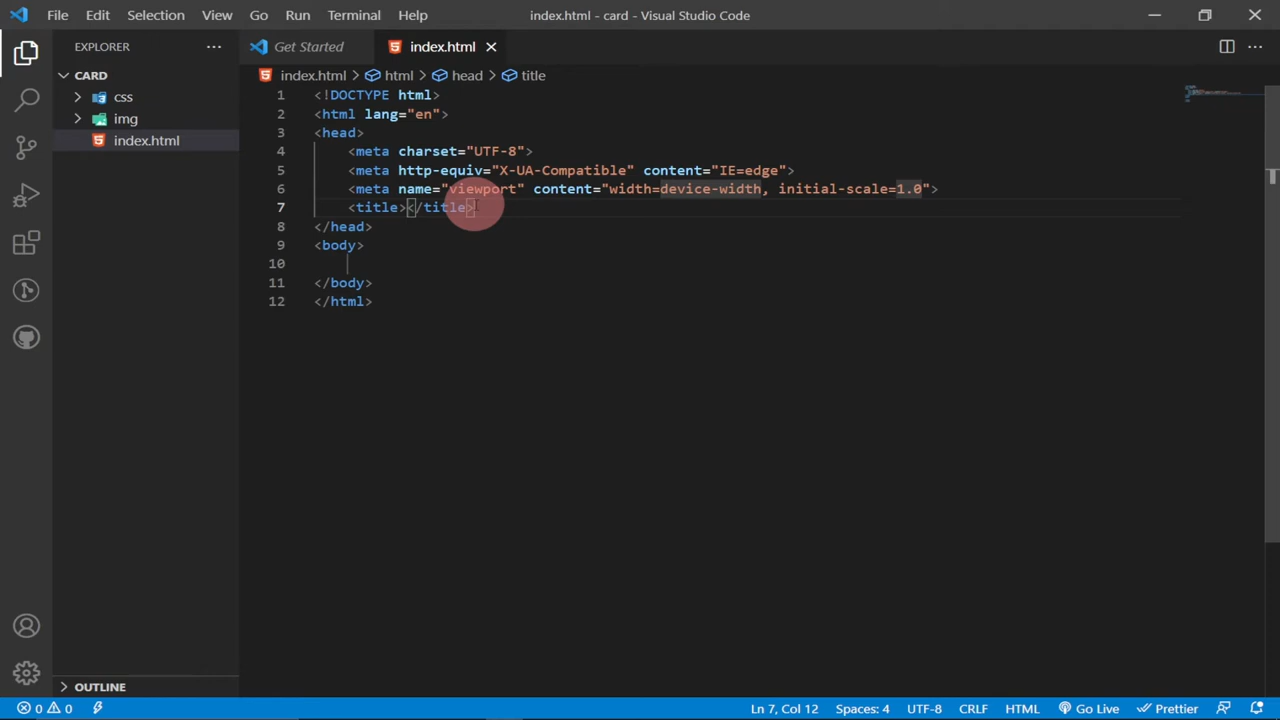 File Edit Selection View Go Run Terminal Help index.html - card - Visual Studio Code
EXPLORER
Get Started
index.html
CARD
css
img
index.html
index.html > html > head > title
1 <!DOCTYPE html>
2 <html lang="en">
3 <head>
4 <meta charset="UTF-8">
5 <meta http-equiv="X-UA-Compatible" content="IE=edge">
6 <meta name="viewport" content="width=device-width, initial-scale=1.0">
7 <title></title>
8 </head>
9 <body>
10
11 </body>
12 </html>
OUTLINE
0 0 Ln 7, Col 12 Spaces: 4 UTF-8 CRLF HTML Go Live Prettier